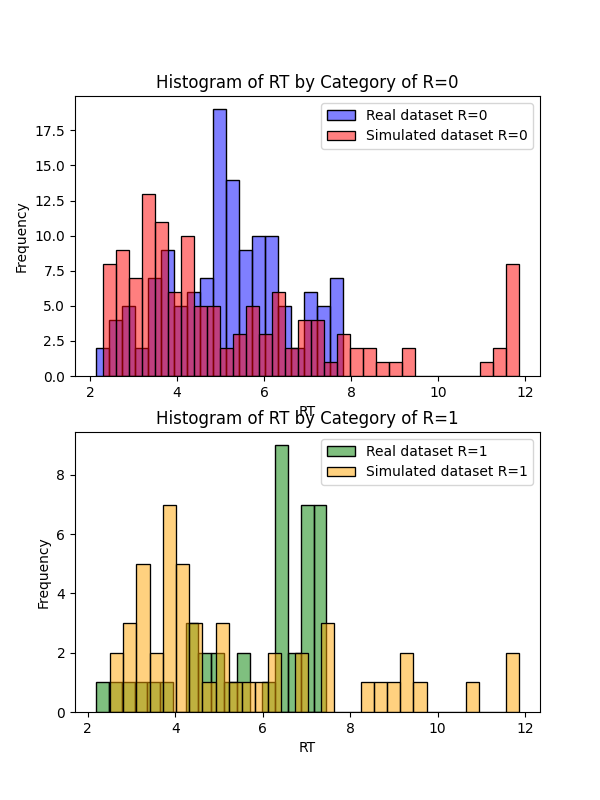 Histogram of RT by Category of R=0
Real dataset R=0
Simulated dataset R=0
Frequency
17.5
15.0
12.5
10.0
7.5
5.0
2.5
0.0
2 4 6 8 10 12
RT
Histogram of RT by Category of R=1
Real dataset R=1
Simulated dataset R=1
Frequency
8
6
4
2
0
2 4 6 8 10 12
RT